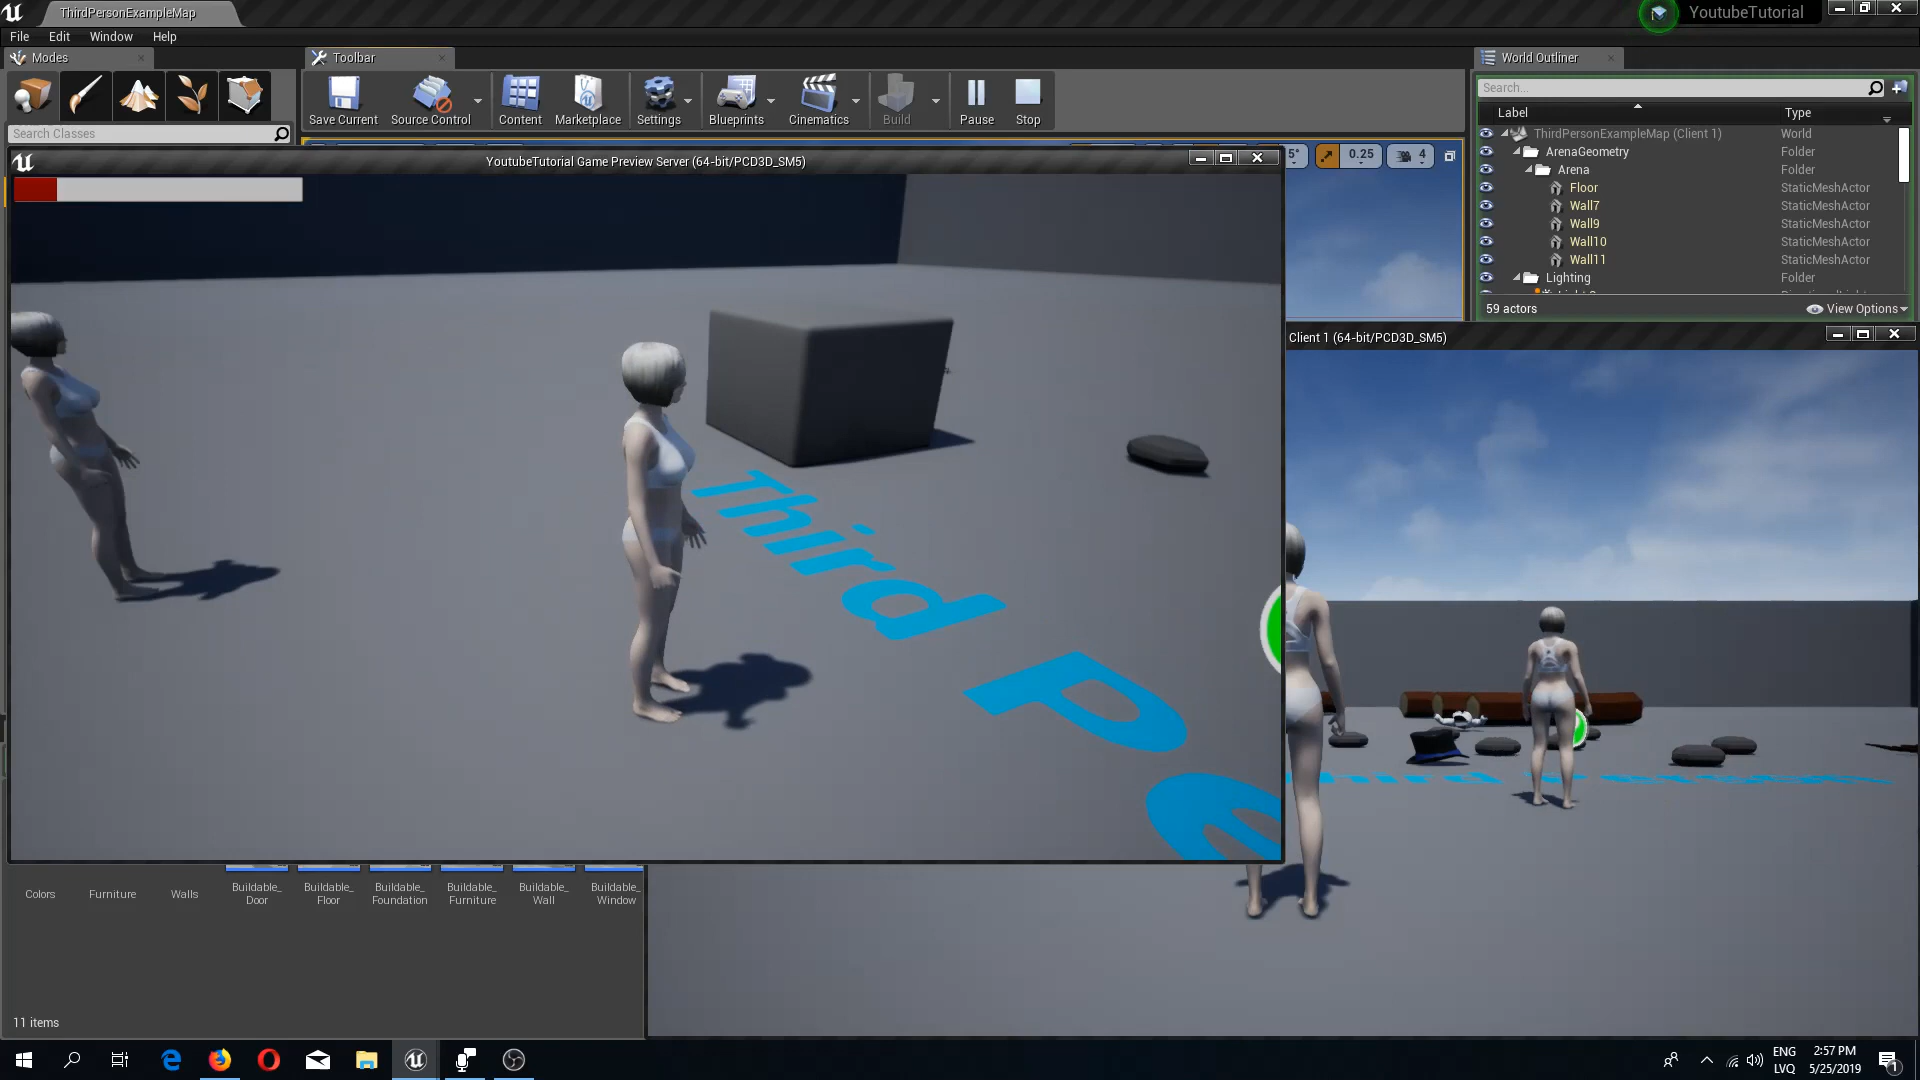 ThirdPersonExampleMap
YoutubeTutorial
File Edit Window Help
Modes
Toolbar
World Outliner
Search Classes
Save Current
Source Control
Content
Marketplace
Settings
Blueprints
Cinematics
Build
Pause
Stop
Search...
Label Type
ThirdPersonExampleMap (Client 1) World
ArenaGeometry Folder
Arena Folder
Floor StaticMeshActor
Wall7 StaticMeshActor
Wall9 StaticMeshActor
Wall10 StaticMeshActor
Wall11 StaticMeshActor
Lighting Folder
59 actors
View Options
YoutubeTutorial Game Preview Server (64-bit/PCD3D_SM5)
5° 0.25 4
Client 1 (64-bit/PCD3D_SM5)
Third Pe
Colors
Furniture
Walls
Buildable_
Door
Buildable_
Floor
Buildable_
Foundation
Buildable_
Furniture
Buildable_
Wall
Buildable_
Window
11 items
ENG
LVQ
2:57 PM
5/25/2019
1